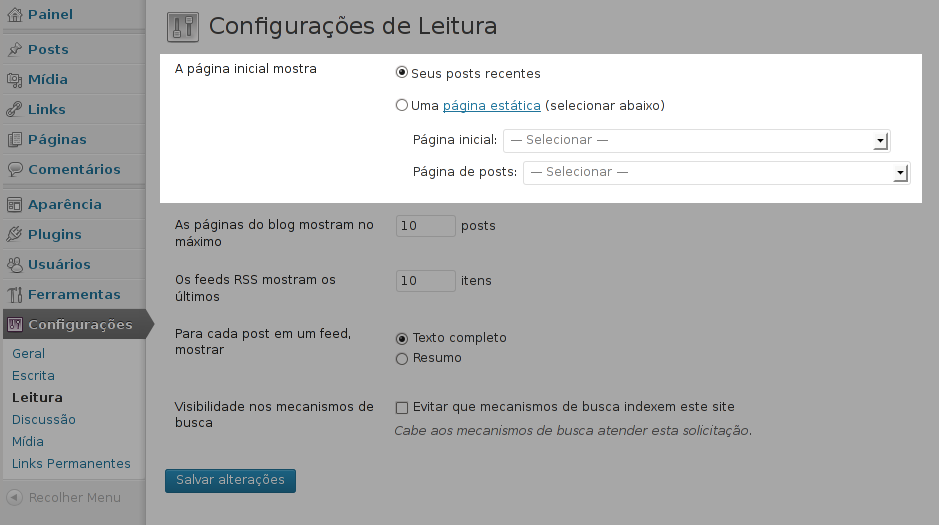 Painel
Posts
Mídia
Links
Páginas
Comentários
Aparência
Plugins
Usuários
Ferramentas
Configurações
Geral
Escrita
Leitura
Discussão
Mídia
Links Permanentes
Recolher Menu
Configurações de Leitura
A página inicial mostra
Seus posts recentes
Uma página estática (selecionar abaixo)
Página inicial: — Selecionar —
Página de posts: — Selecionar —
As páginas do blog mostram no
máximo
10 posts
Os feeds RSS mostram os
últimos
10 itens
Para cada post em um feed,
mostrar
Texto completo
Resumo
Visibilidade nos mecanismos de
busca
Evitar que mecanismos de busca indexem este site
Cabe aos mecanismos de busca atender esta solicitação.
Salvar alterações